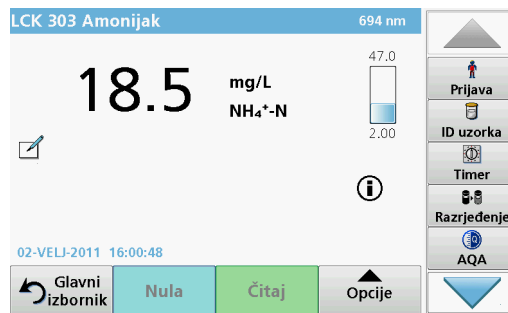 LCK 303 Amonijak
694 nm
18.5
mg/L
NH₄⁺-N
47.0
2.00
02-VELJ-2011 16:00:48
Glavni
izbornik
Nula
Čitaj
Opcije
Prijava
ID uzorka
Timer
Razrjeđenje
AQA